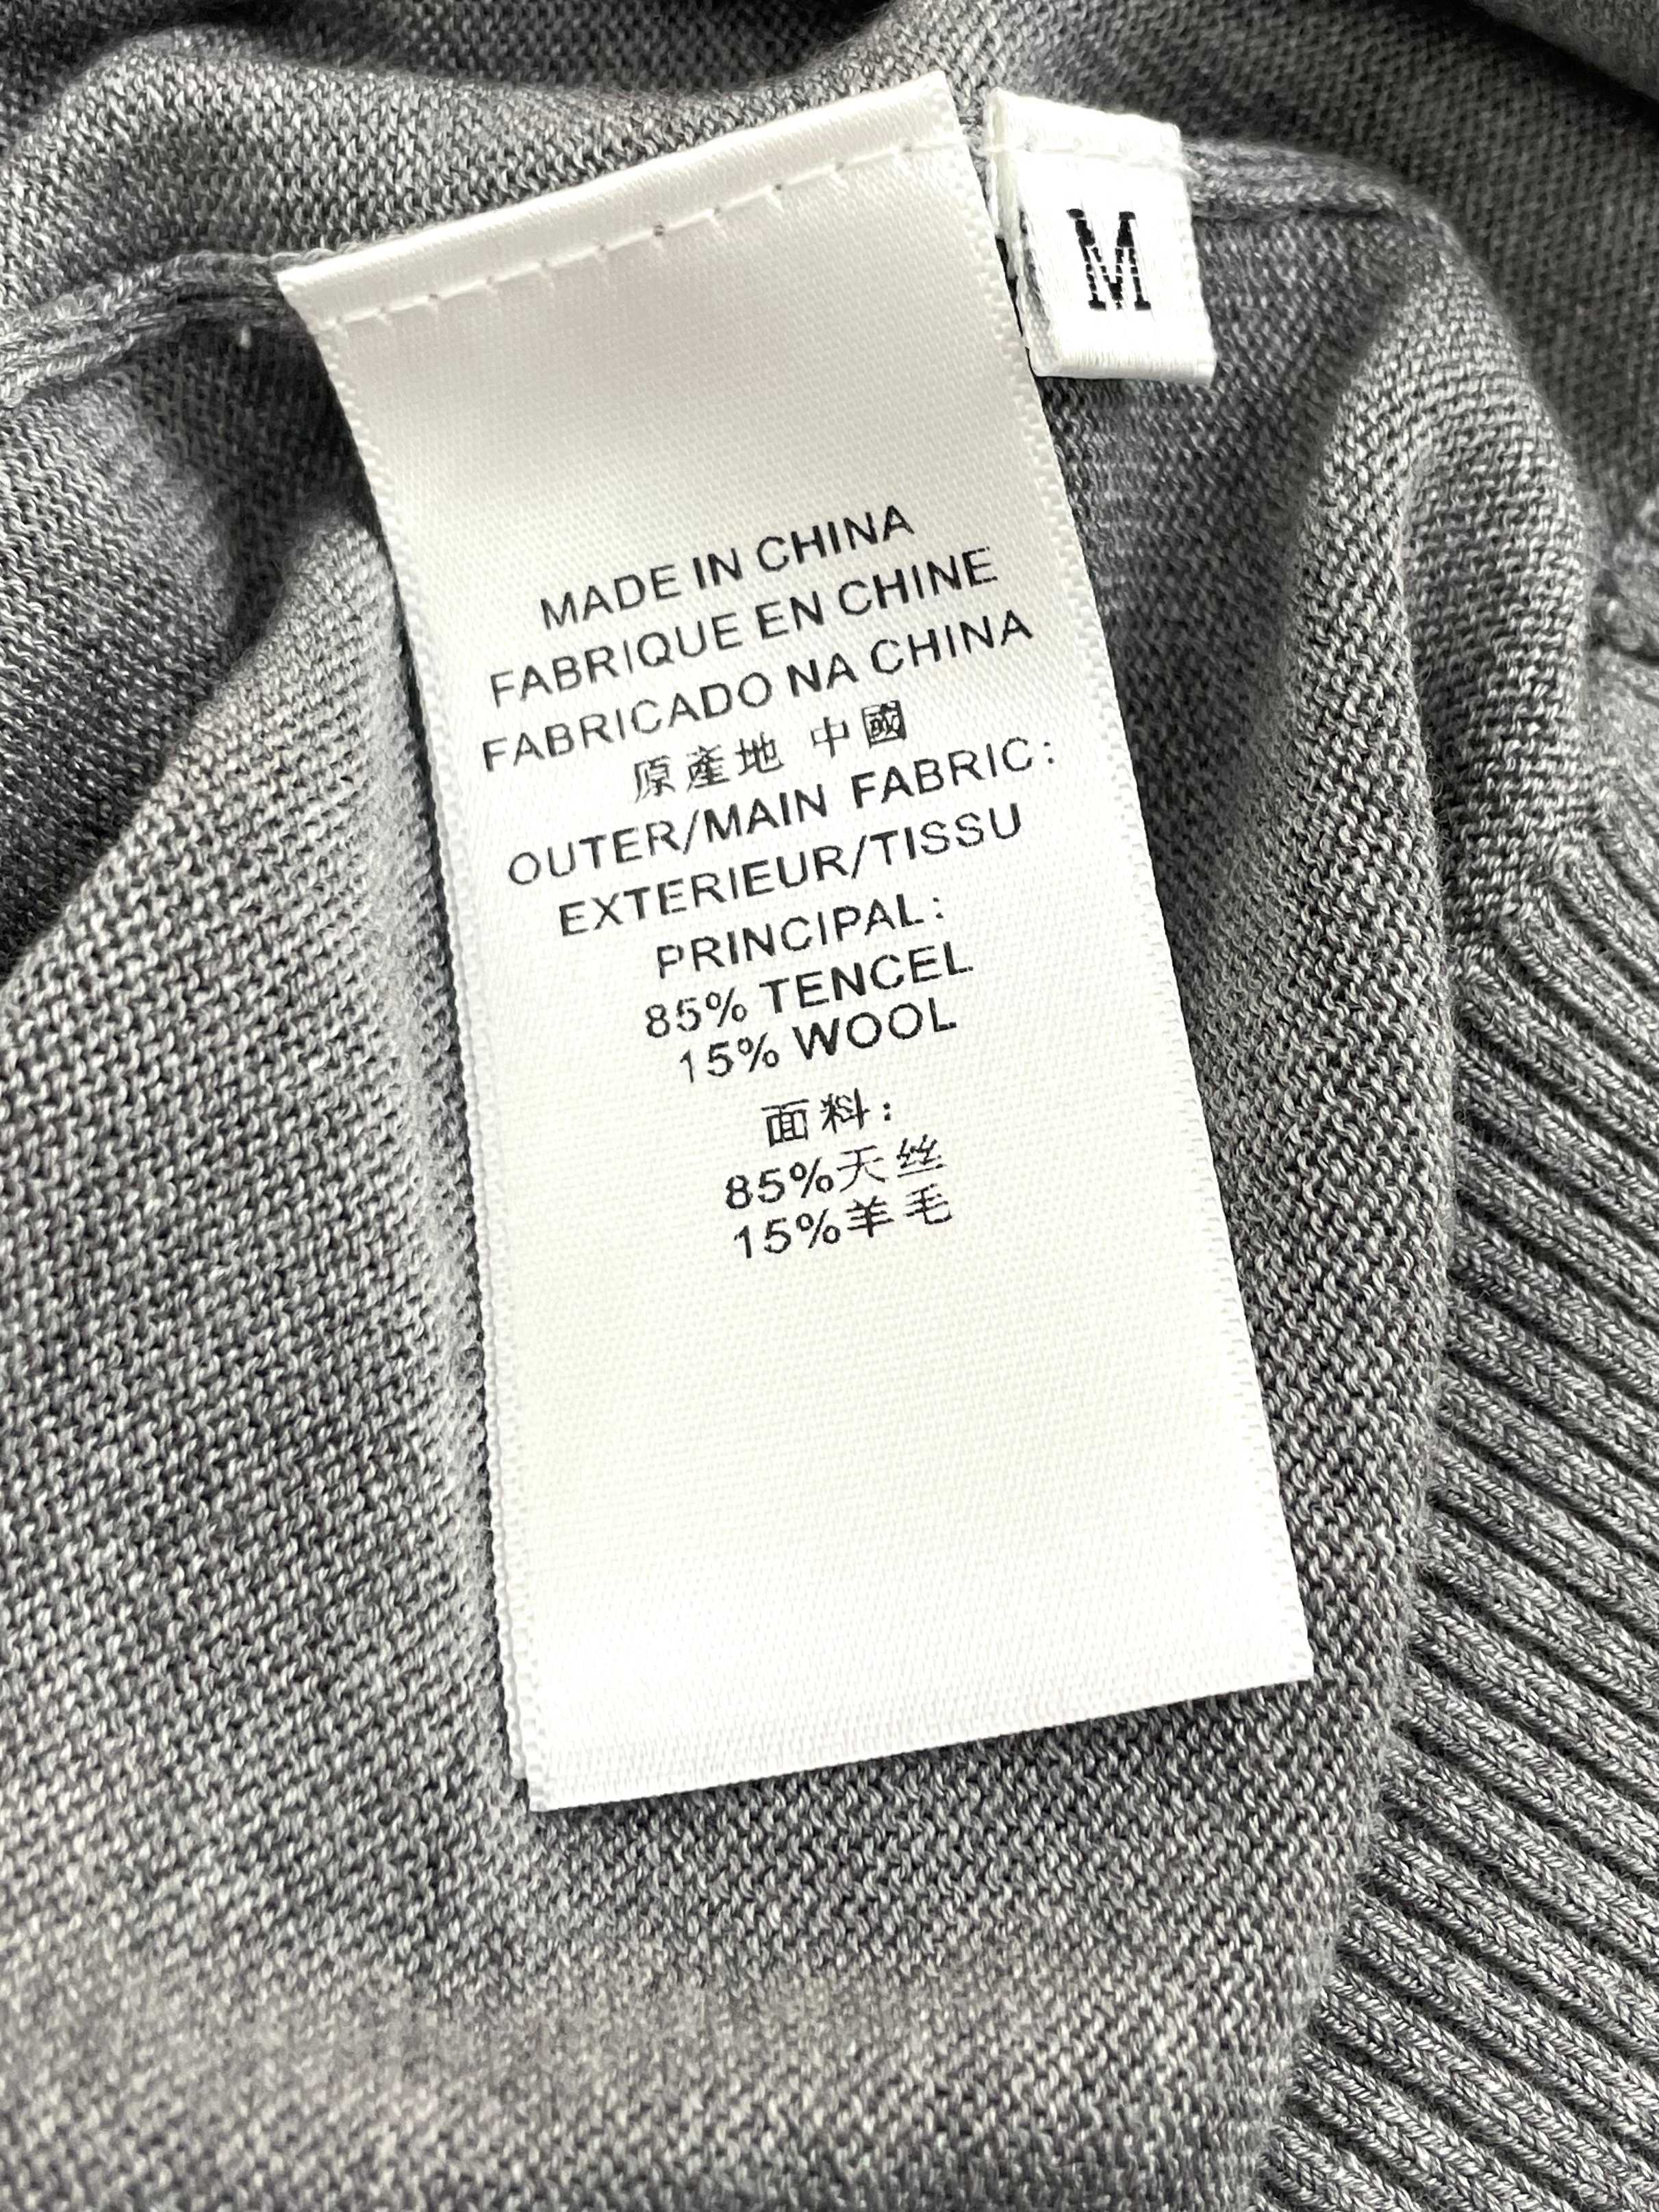 M
MADE IN CHINA
FABRIQUE EN CHINE
FABRICADO NA CHINA
原產地 中國
OUTER/MAIN FABRIC:
EXTERIEUR/TISSU
PRINCIPAL:
85% TENCEL
15% WOOL
面料:
85%天丝
15%羊毛